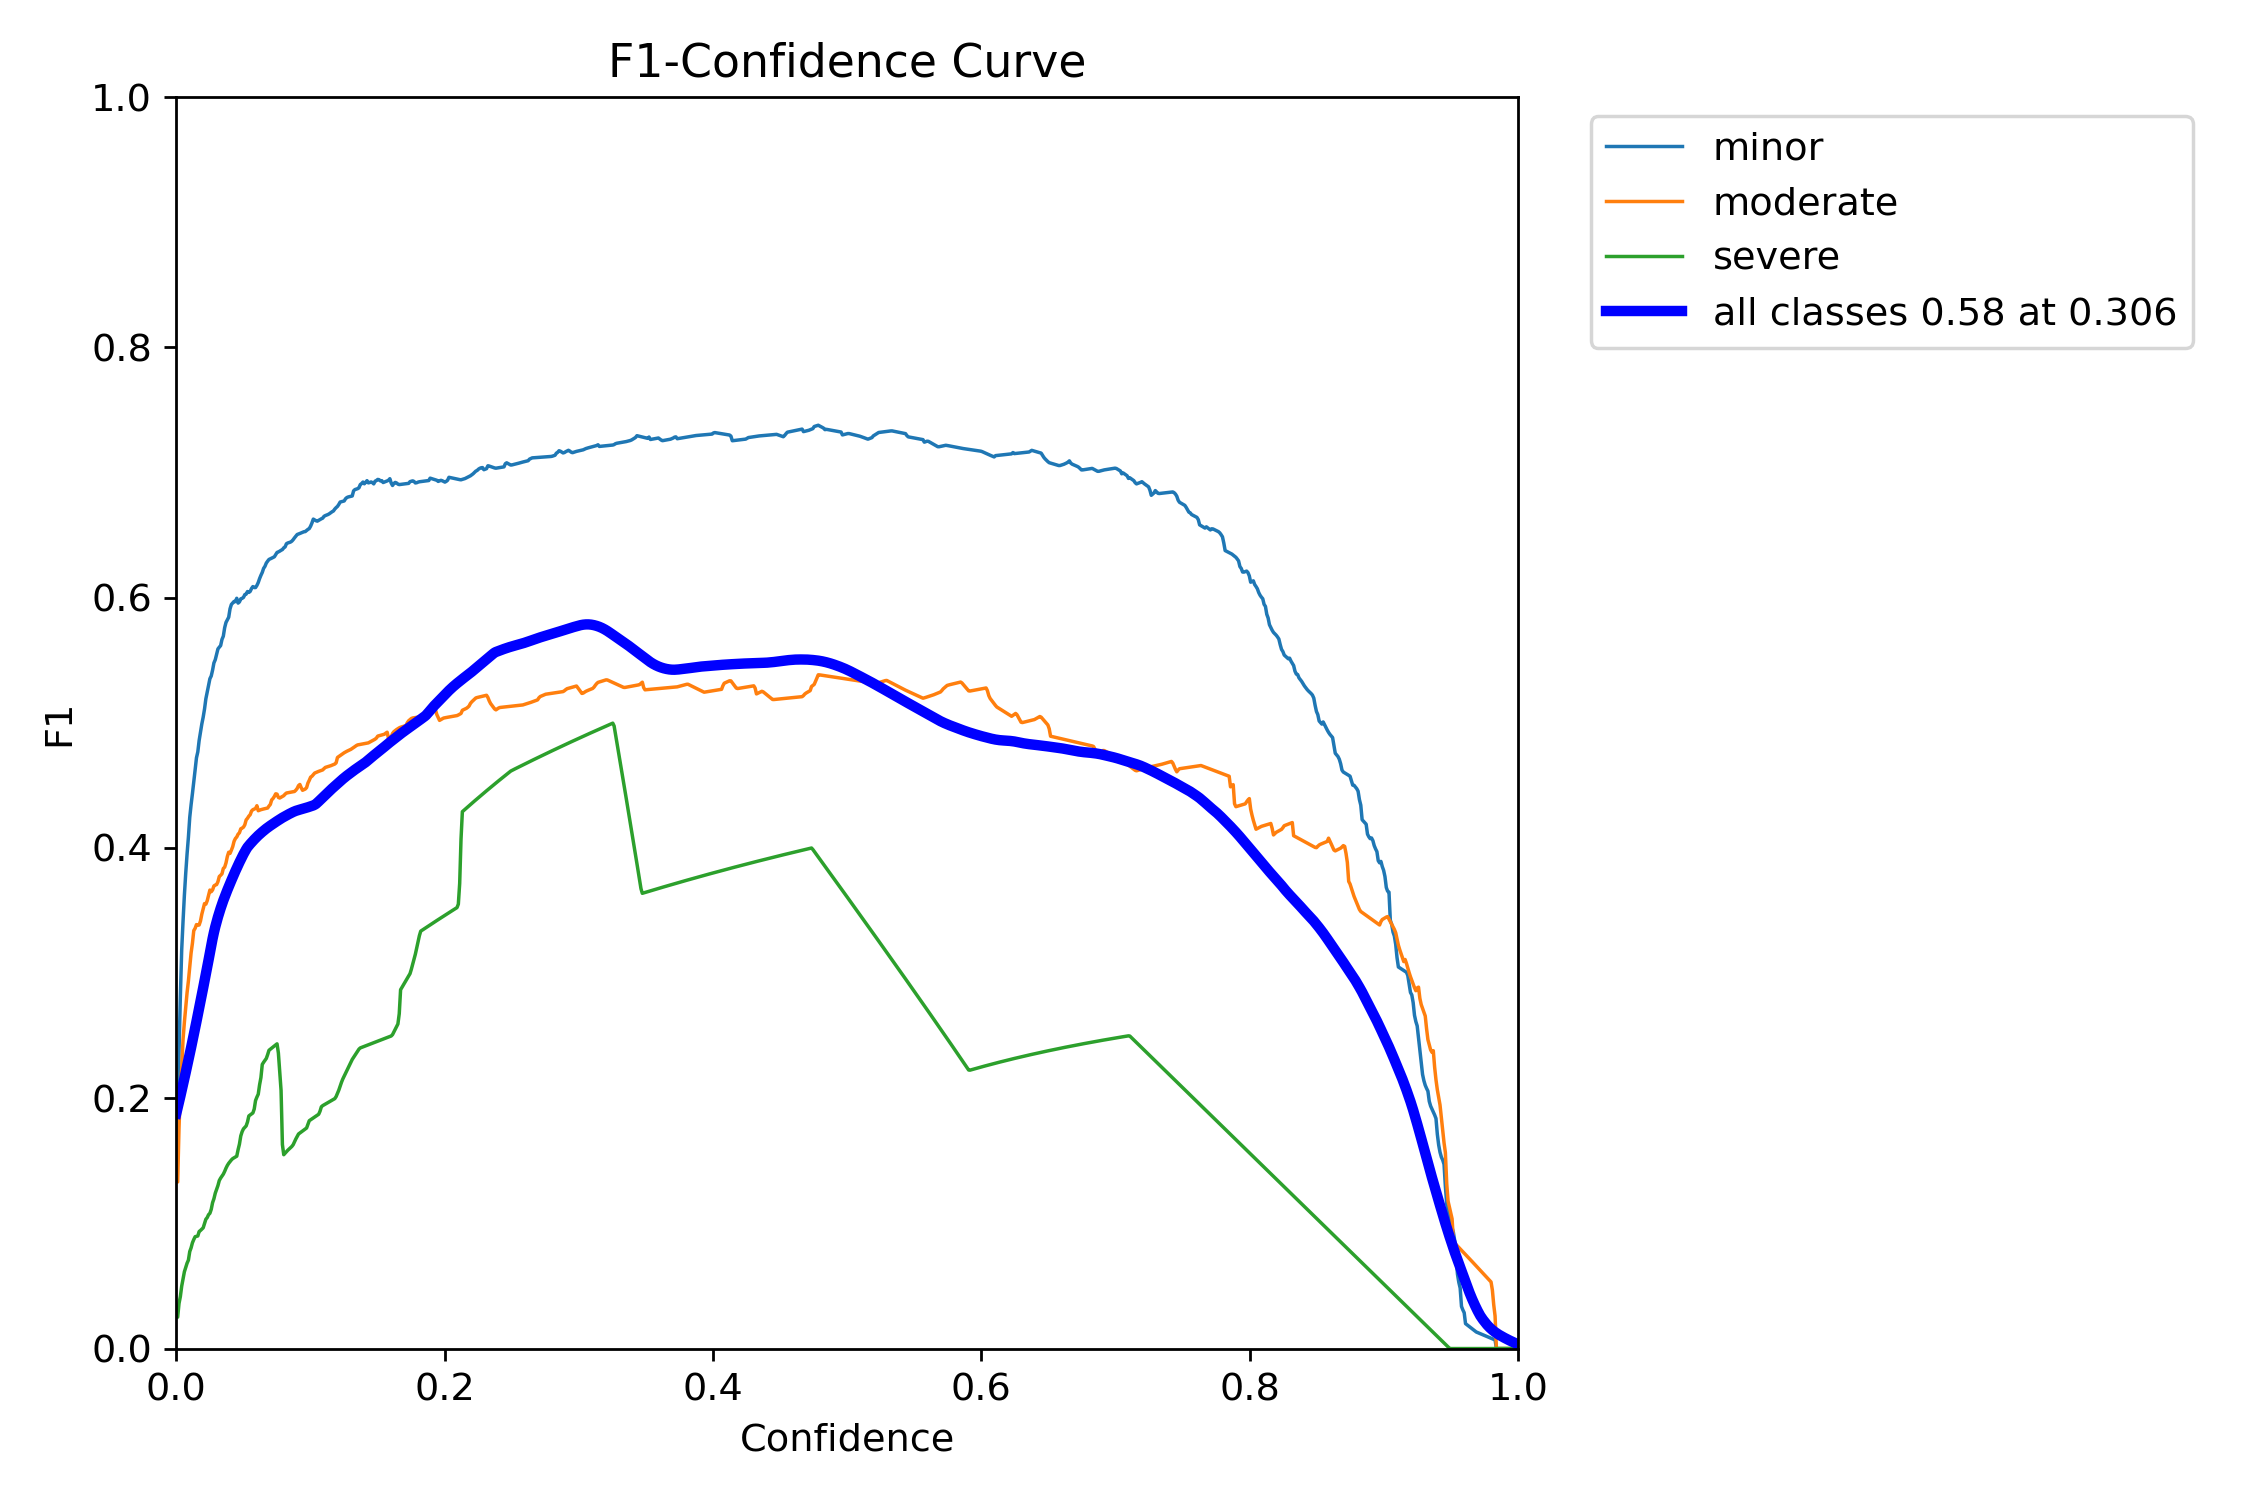 F1-Confidence Curve
1.0
0.8
0.6
0.4
0.2
0.0
F1
0.0 0.2 0.4 0.6 0.8 1.0
Confidence
minor
moderate
severe
all classes 0.58 at 0.306